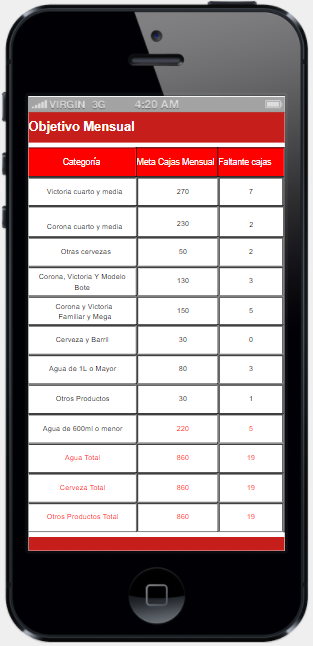 VIRGIN 3G 4:20 AM
Objetivo Mensual
Categoría Meta Cajas Mensual Faltante cajas
Victoria cuarto y media 270 7
Corona cuarto y media 230 2
Otras cervezas 50 2
Corona, Victoria Y Modelo
Bote 130 3
Corona y Victoria
Familiar y Mega 150 5
Cerveza y Barril 30 0
Agua de 1L o Mayor 80 3
Otros Productos 30 1
Agua de 600ml o menor 220 5
Agua Total 860 19
Cerveza Total 860 19
Otros Productos Total 860 19